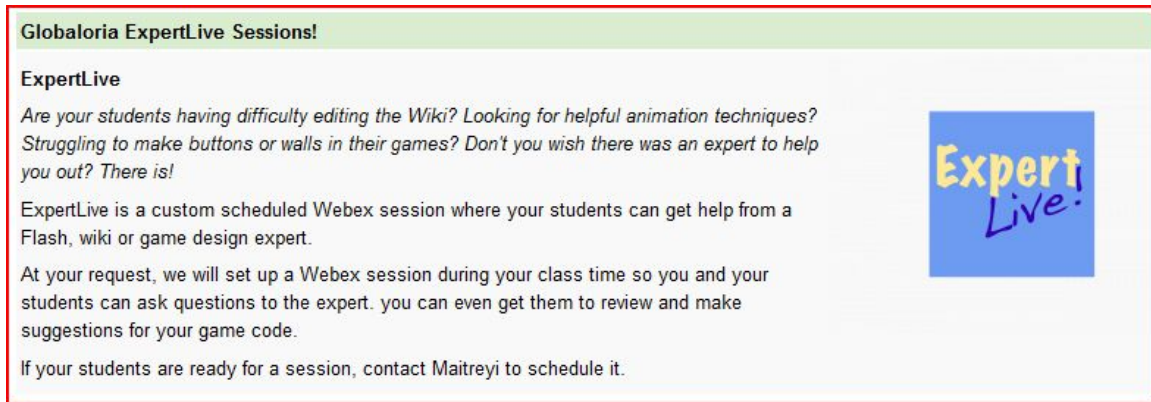 Globaloria ExpertLive Sessions!
ExpertLive
Are your students having difficulty editing the Wiki? Looking for helpful animation techniques?
Struggling to make buttons or walls in their games? Don't you wish there was an expert to help
you out? There is!
ExpertLive is a custom scheduled Webex session where your students can get help from a
Flash, wiki or game design expert.
At your request, we will set up a Webex session during your class time so you and your
students can ask questions to the expert. you can even get them to review and make
suggestions for your game code.
If your students are ready for a session, contact Maitreyi to schedule it.
Expert
Live!